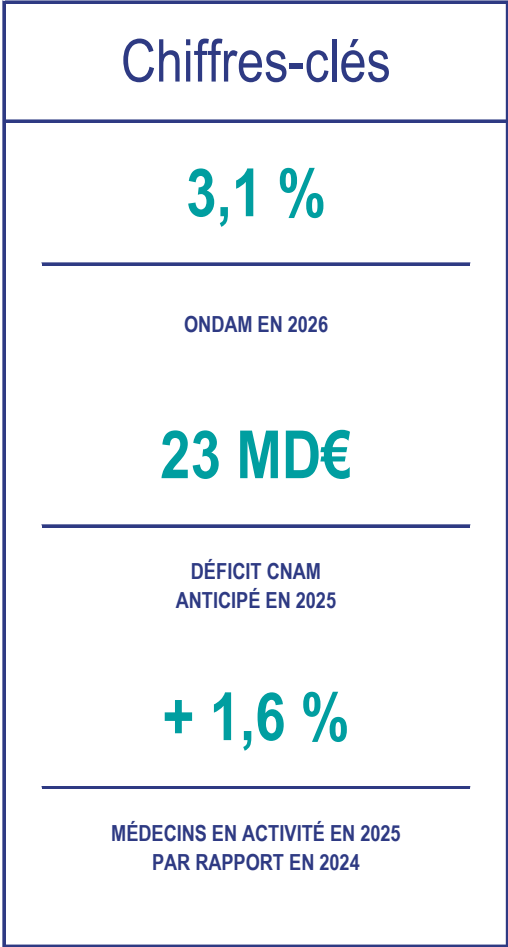 Chiffres-clés
3,1 %
ONDAM EN 2026
23 MD€
DÉFICIT CNAM
ANTICIPÉ EN 2025
+ 1,6 %
MÉDECINS EN ACTIVITÉ EN 2025
PAR RAPPORT EN 2024